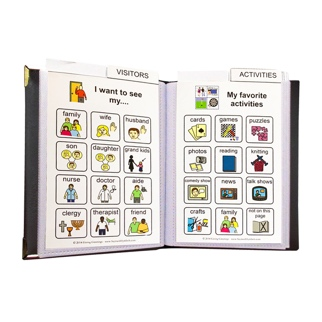 VISITORS
I want to see
my....
family
wife
husband
son
daughter
grand kids
nurse
doctor
aide
clergy
therapist
friend
ACTIVITIES
My favorite
activities
cards
games
puzzles
photos
reading
knitting
comedy show
news
talk shows
crafts
family
not on this
page